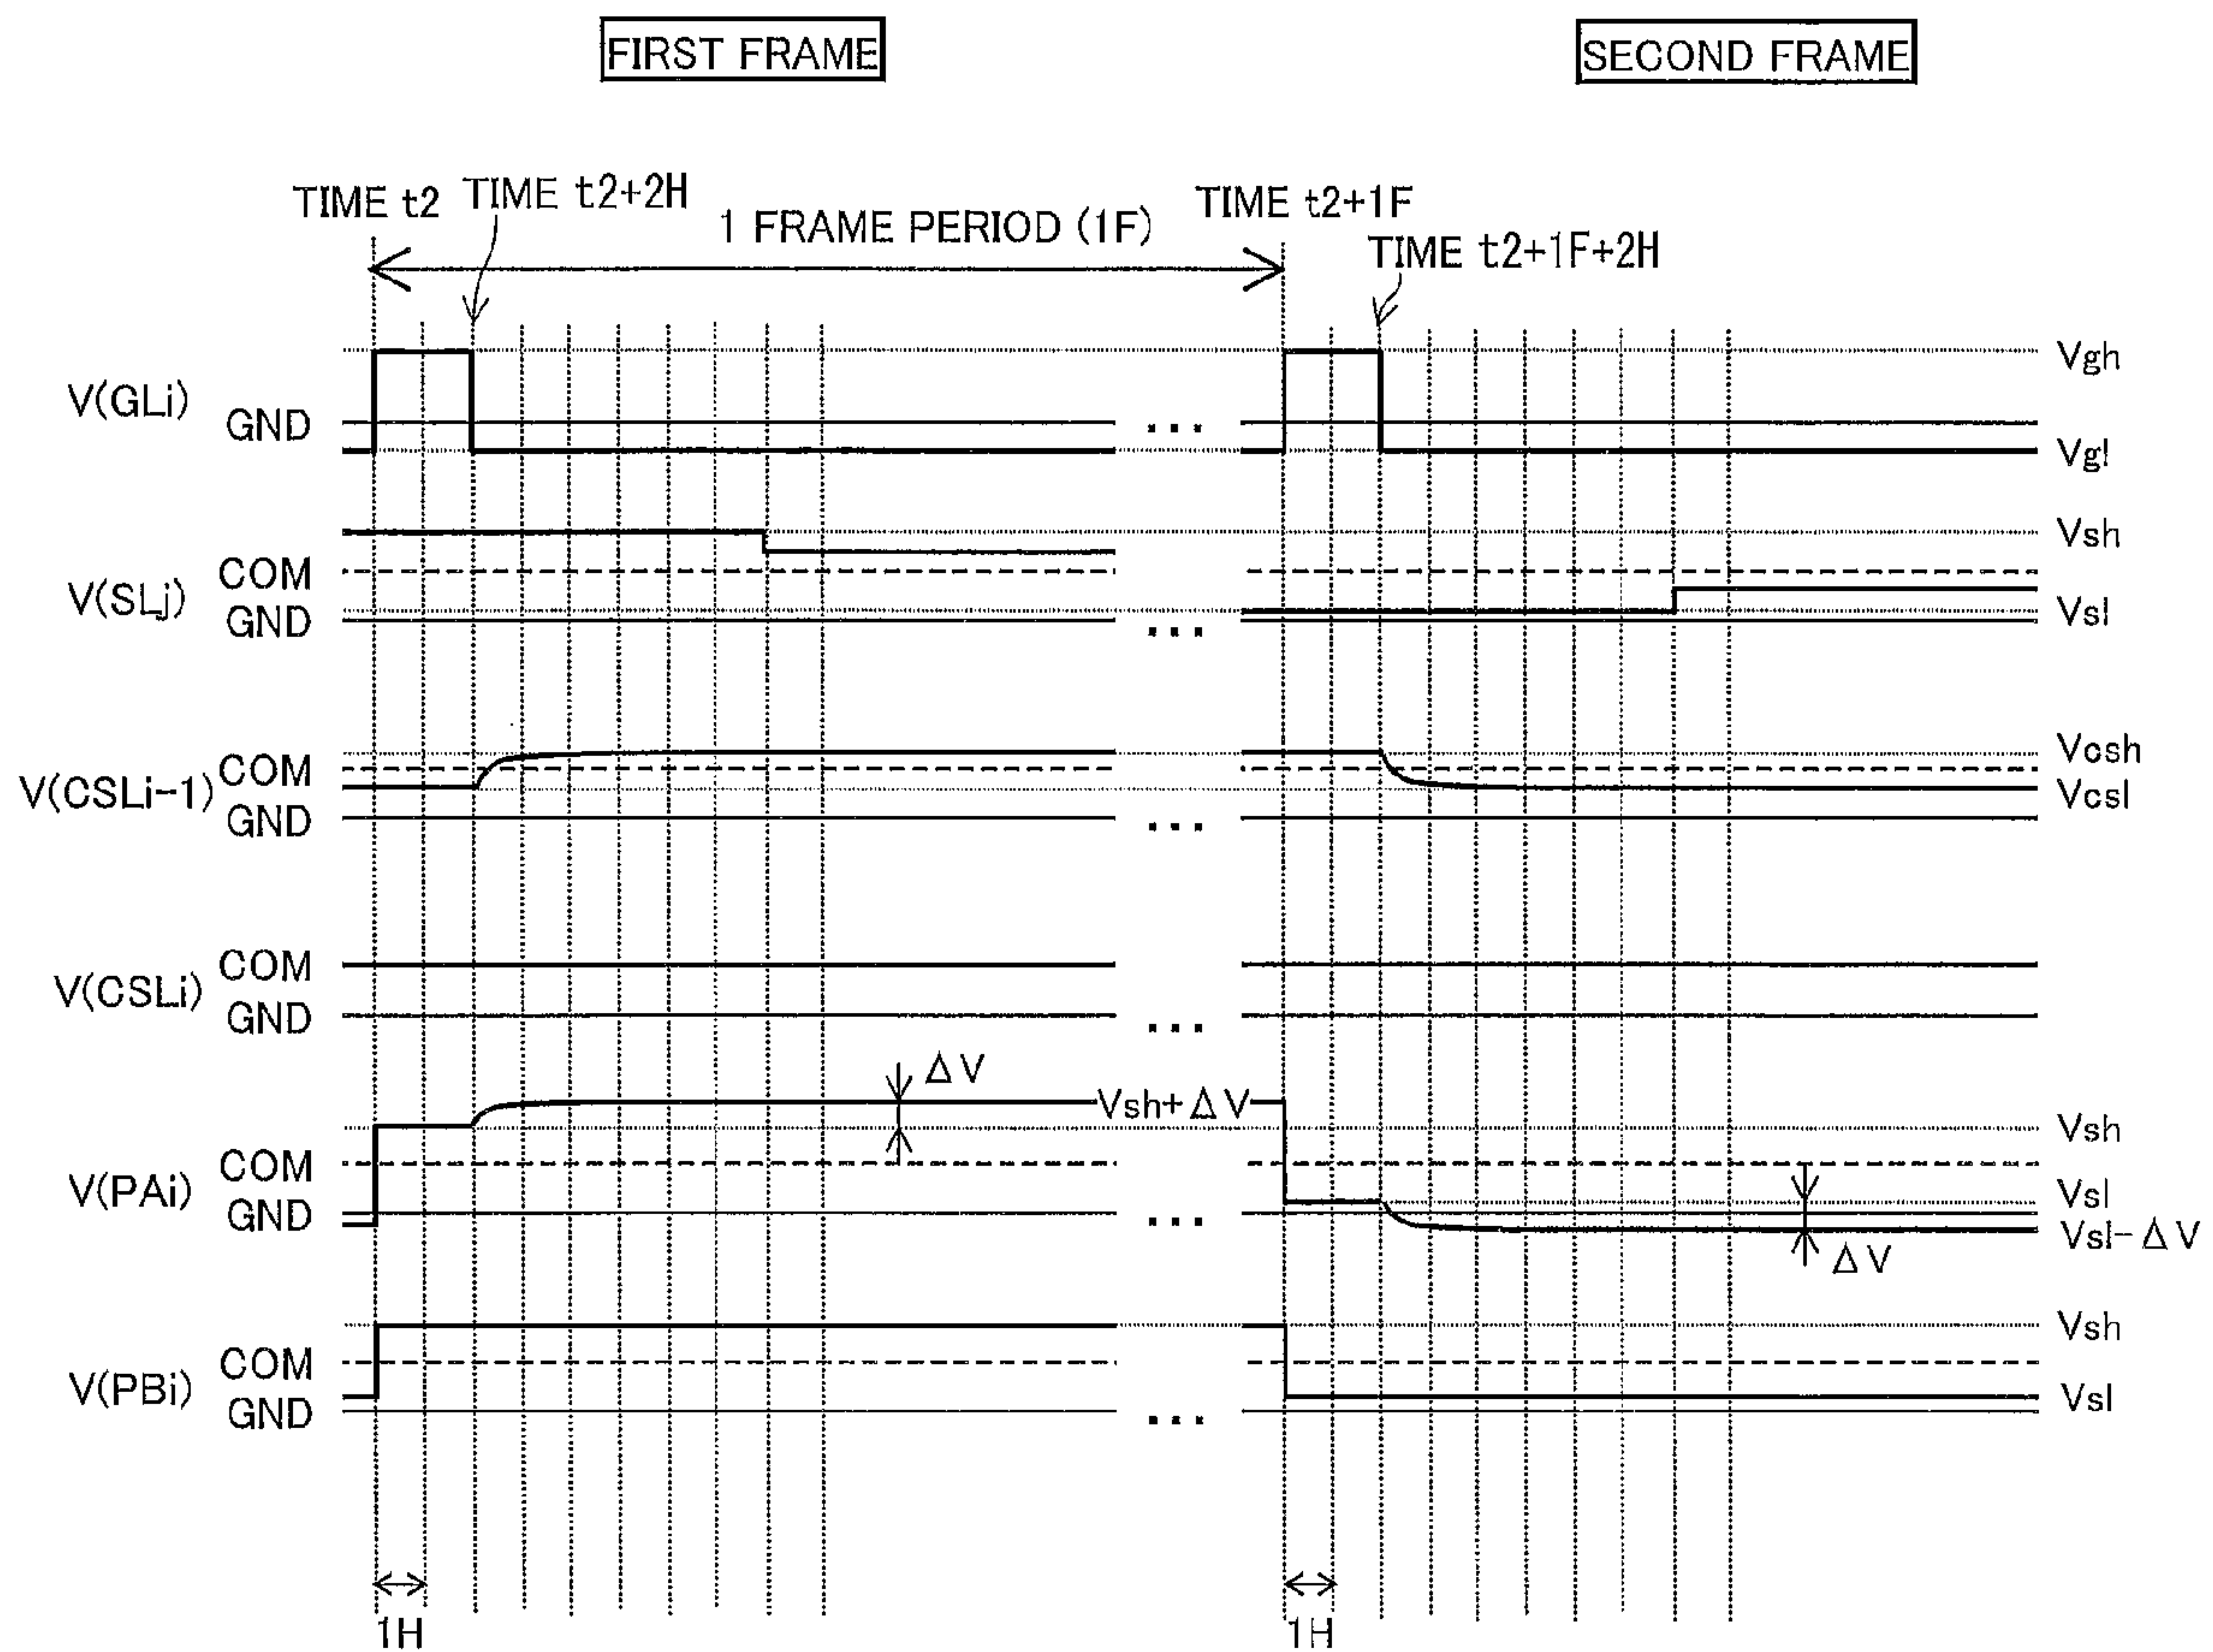 FIRST FRAME
SECOND FRAME
TIME t2
TIME t2+2H
1 FRAME PERIOD (1F)
TIME t2+1F
TIME t2+1F+2H
V(GLi)
GND
...
Vgh
Vgl
V(SLj)
COM
GND
...
Vsh
Vsl
V(CSLi-1)
COM
GND
...
Vcsh
Vcsl
V(CSLi)
COM
GND
...
ΔV
Vsh+ΔV
V(PAi)
COM
GND
...
Vsh
Vsl
Vsl-ΔV
ΔV
V(PBi)
COM
GND
...
Vsh
Vsl
1H
1H